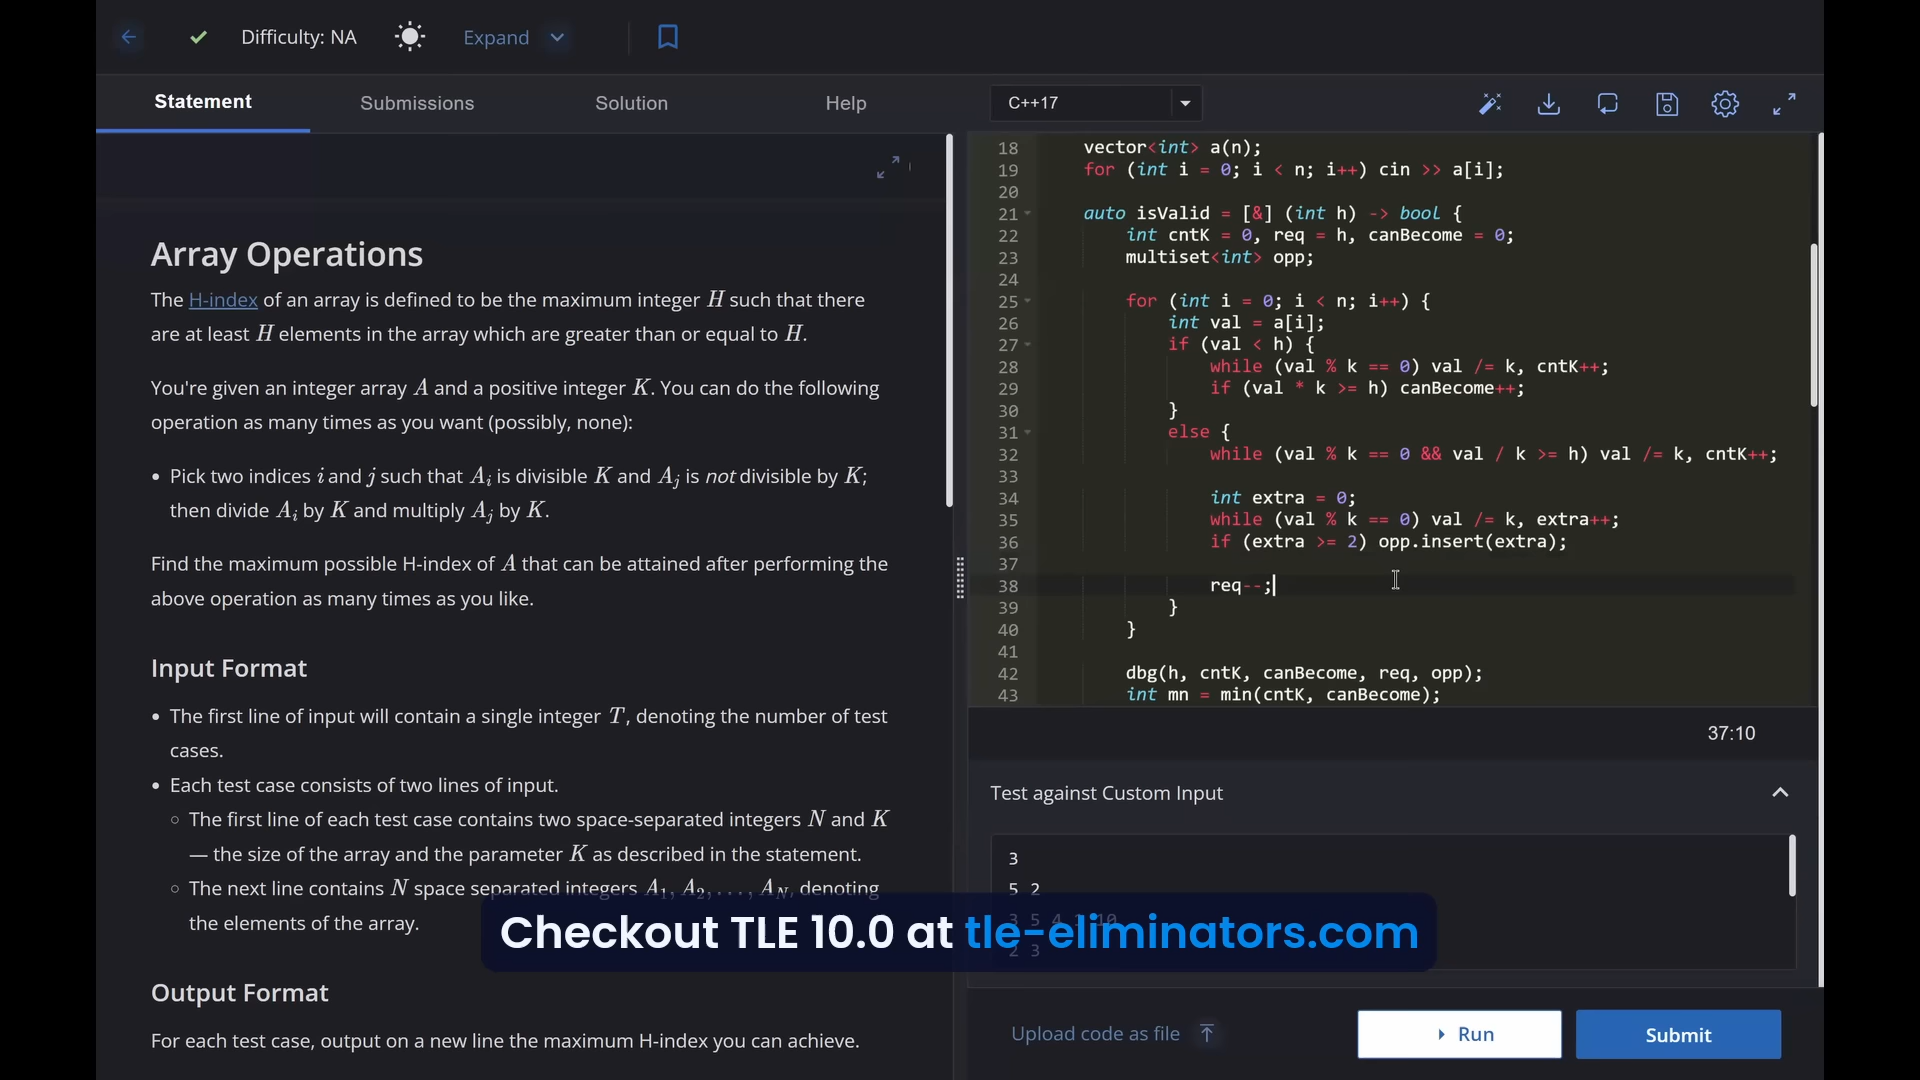 Difficulty: NA
Expand
Statement
Submissions
Solution
Help
Array Operations
The H-index of an array is defined to be the maximum integer H such that there
are at least H elements in the array which are greater than or equal to H.
You're given an integer array A and a positive integer K. You can do the following
operation as many times as you want (possibly, none):
• Pick two indices i and j such that A_i is divisible K and A_j is not divisible by K;
then divide A_i by K and multiply A_j by K.
Find the maximum possible H-index of A that can be attained after performing the
above operation as many times as you like.
Input Format
• The first line of input will contain a single integer T, denoting the number of test
cases.
• Each test case consists of two lines of input.
◦ The first line of each test case contains two space-separated integers N and K
— the size of the array and the parameter K as described in the statement.
◦ The next line contains N space separated integers A_1, A_2, . . . , A_N, denoting
the elements of the array.
Output Format
For each test case, output on a new line the maximum H-index you can achieve.
C++17
18 vector<int> a(n);
19 for (int i = 0; i < n; i++) cin >> a[i];
20
21 auto isValid = [&] (int h) -> bool {
22 int cntK = 0, req = h, canBecome = 0;
23 multiset<int> opp;
24
25 for (int i = 0; i < n; i++) {
26 int val = a[i];
27 if (val < h) {
28 while (val % k == 0) val /= k, cntK++;
29 if (val * k >= h) canBecome++;
30 }
31 else {
32 while (val % k == 0 && val / k >= h) val /= k, cntK++;
33
34 int extra = 0;
35 while (val % k == 0) val /= k, extra++;
36 if (extra >= 2) opp.insert(extra);
37
38 req--;
39 }
40 }
41
42 dbg(h, cntK, canBecome, req, opp);
43 int mn = min(cntK, canBecome);
37:10
Test against Custom Input
3
5 2
2 3
Checkout TLE 10.0 at tle-eliminators.com
Upload code as file
Run
Submit